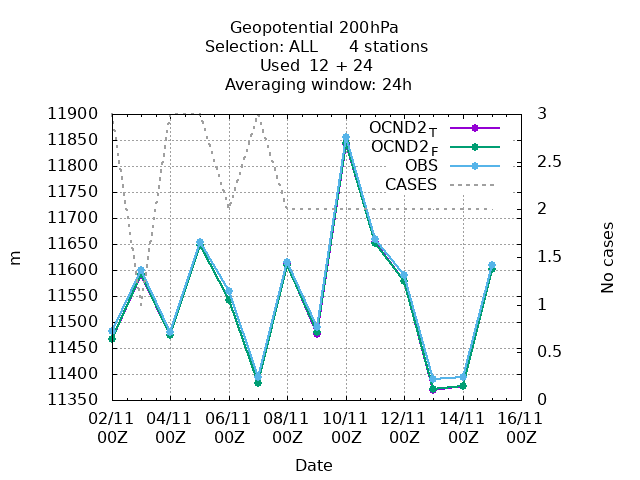 Geopotential 200hPa
Selection: ALL 4 stations
Used 12 + 24
Averaging window: 24h
11900
11850
11800
11750
11700
11650
11600
11550
11500
11450
11400
11350
3
2.5
2
1.5
1
0.5
0
OCND2T
OCND2F
OBS
CASES
m
No cases
02/11 04/11 06/11 08/11 10/11 12/11 14/11 16/11
00Z 00Z 00Z 00Z 00Z 00Z 00Z 00Z
Date